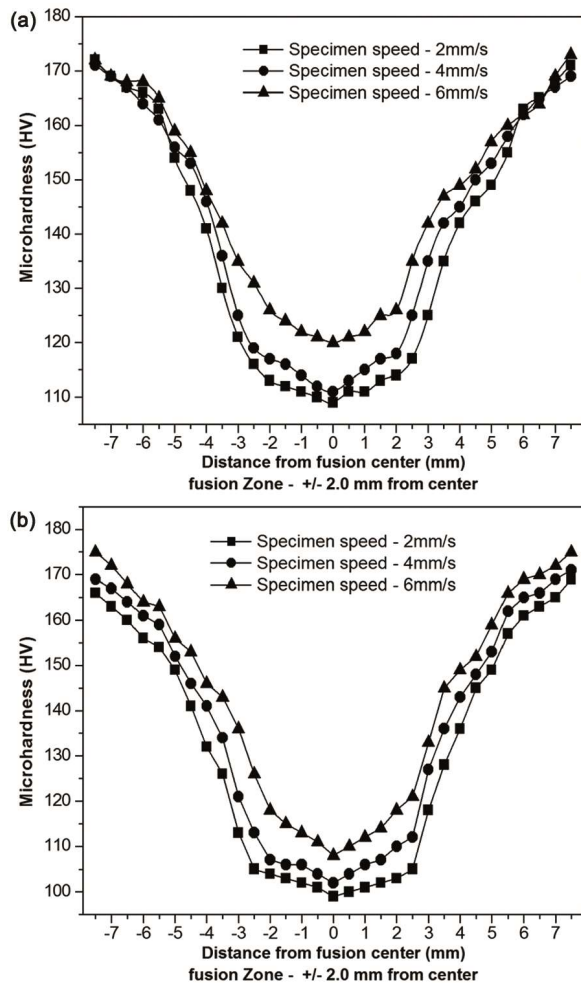 (a)
180
170
160
150
140
130
120
110
Microhardness (HV)
Specimen speed - 2mm/s
Specimen speed - 4mm/s
Specimen speed - 6mm/s
-7 -6 -5 -4 -3 -2 -1 0 1 2 3 4 5 6 7
Distance from fusion center (mm)
fusion Zone - +/- 2.0 mm from center
(b)
180
170
160
150
140
130
120
110
100
Microhardness (HV)
Specimen speed - 2mm/s
Specimen speed - 4mm/s
Specimen speed - 6mm/s
-7 -6 -5 -4 -3 -2 -1 0 1 2 3 4 5 6 7
Distance from fusion center (mm)
fusion Zone - +/- 2.0 mm from center